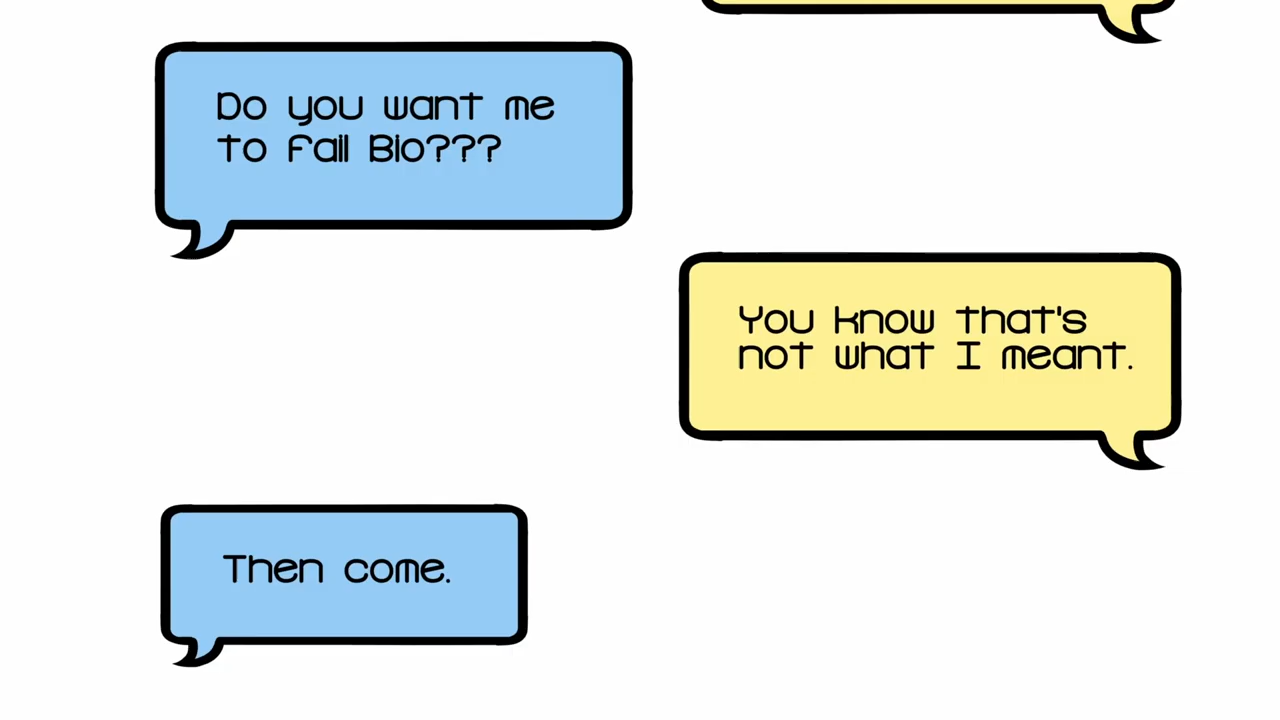 Do you want me
to fail Bio???
You know that's
not what I meant.
Then come.